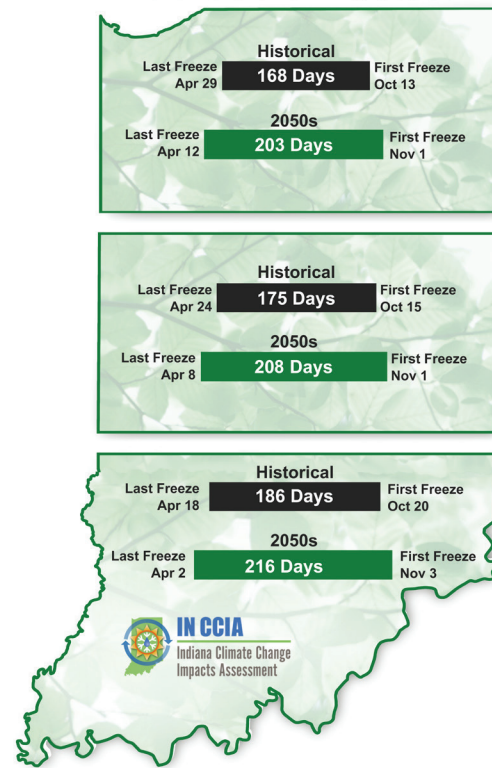 Historical
Last Freeze
Apr 29
168 Days
First Freeze
Oct 13
2050s
Last Freeze
Apr 12
203 Days
First Freeze
Nov 1
Historical
Last Freeze
Apr 24
175 Days
First Freeze
Oct 15
2050s
Last Freeze
Apr 8
208 Days
First Freeze
Nov 1
Historical
Last Freeze
Apr 18
186 Days
First Freeze
Oct 20
2050s
Last Freeze
Apr 2
216 Days
First Freeze
Nov 3
IN CCIA
Indiana Climate Change
Impacts Assessment